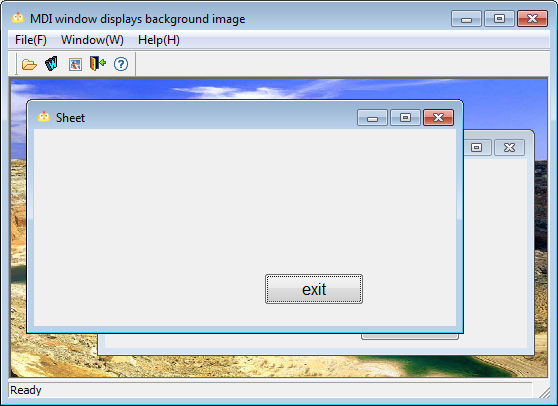 MDI window displays background image
File(F) Window(W) Help(H)
Sheet
exit
Ready